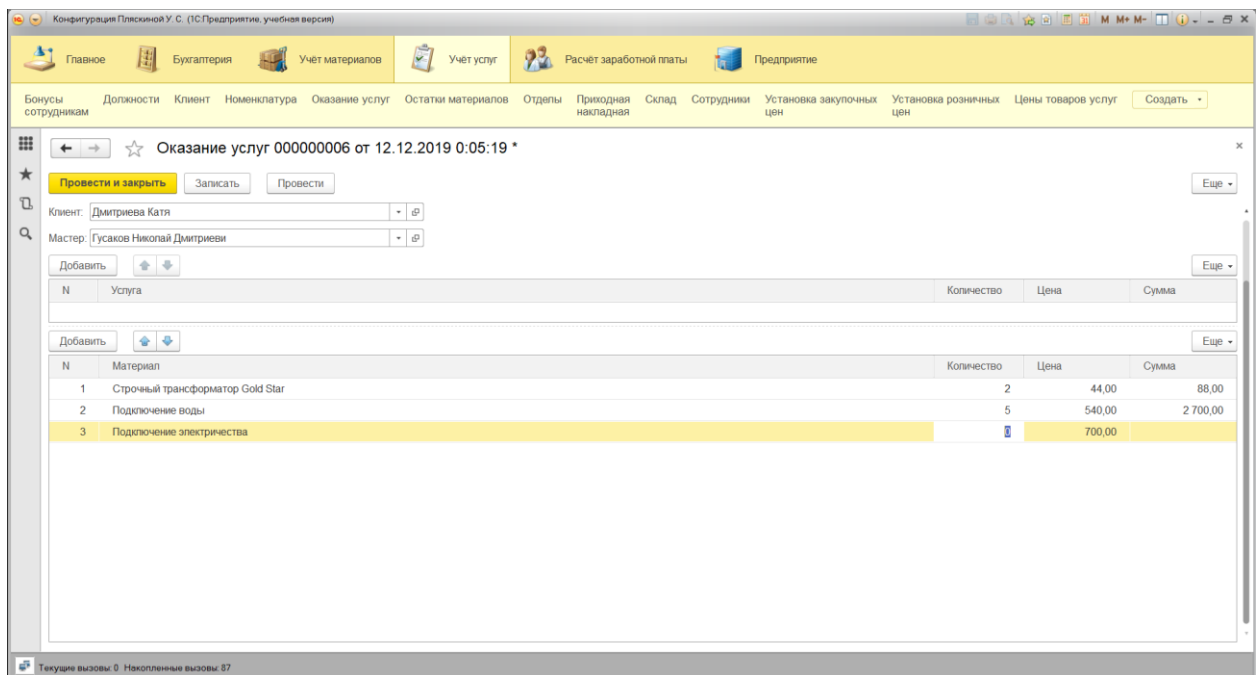 Конфигурация Пляскиной У. С. (1С:Предприятие, учебная версия)
M M+ M-
Главное Бухгалтерия Учёт материалов Учёт услуг Расчёт заработной платы Предприятие
Бонусы сотрудникам Должности Клиент Номенклатура Оказание услуг Остатки материалов Отделы Приходная накладная Склад Сотрудники Установка закупочных цен Установка розничных цен Цены товаров услуг Создать
Оказание услуг 000000006 от 12.12.2019 0:05:19 *
Провести и закрыть Записать Провести Еще
Клиент: Дмитриева Катя
Мастер: Гусаков Николай Дмитриеви
Добавить Еще
N Услуга Количество Цена Сумма
Добавить Еще
N Материал Количество Цена Сумма
1 Строчный трансформатор Gold Star 2 44,00 88,00
2 Подключение воды 5 540,00 2 700,00
3 Подключение электричества 0 700,00
Текущие вызовы: 0 Накопленные вызовы: 87